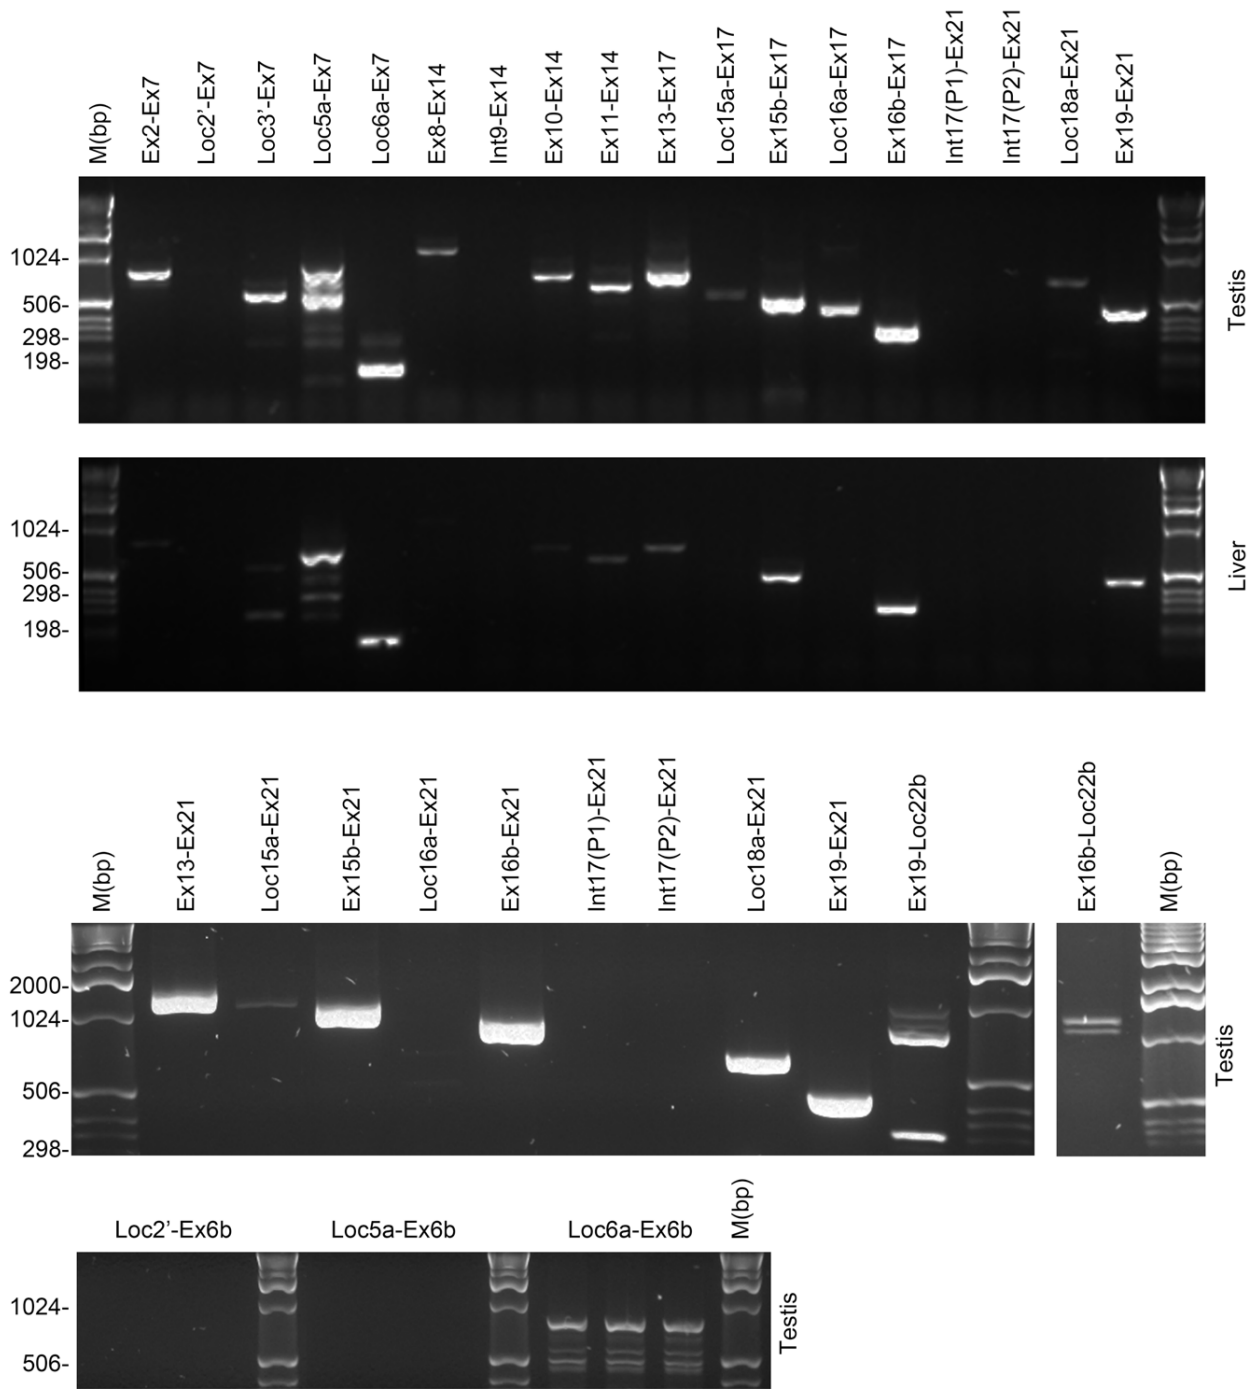 M(bp) Ex2-Ex7 Loc2'-Ex7 Loc3'-Ex7 Loc5a-Ex7 Loc6a-Ex7 Ex8-Ex14 Int9-Ex14 Ex10-Ex14 Ex11-Ex14 Ex13-Ex17 Loc15a-Ex17 Ex15b-Ex17 Loc16a-Ex17 Ex16b-Ex17 Int17(P1)-Ex21 Int17(P2)-Ex21 Loc18a-Ex21 Ex19-Ex21
1024-
506-
298-
198-
Testis
1024-
506-
298-
198-
Liver
M(bp) Ex13-Ex21 Loc15a-Ex21 Ex15b-Ex21 Loc16a-Ex21 Ex16b-Ex21 Int17(P1)-Ex21 Int17(P2)-Ex21 Loc18a-Ex21 Ex19-Ex21 Ex19-Loc22b Ex16b-Loc22b M(bp)
2000-
1024-
506-
298-
Testis
Loc2'-Ex6b Loc5a-Ex6b Loc6a-Ex6b M(bp)
1024-
506-
Testis